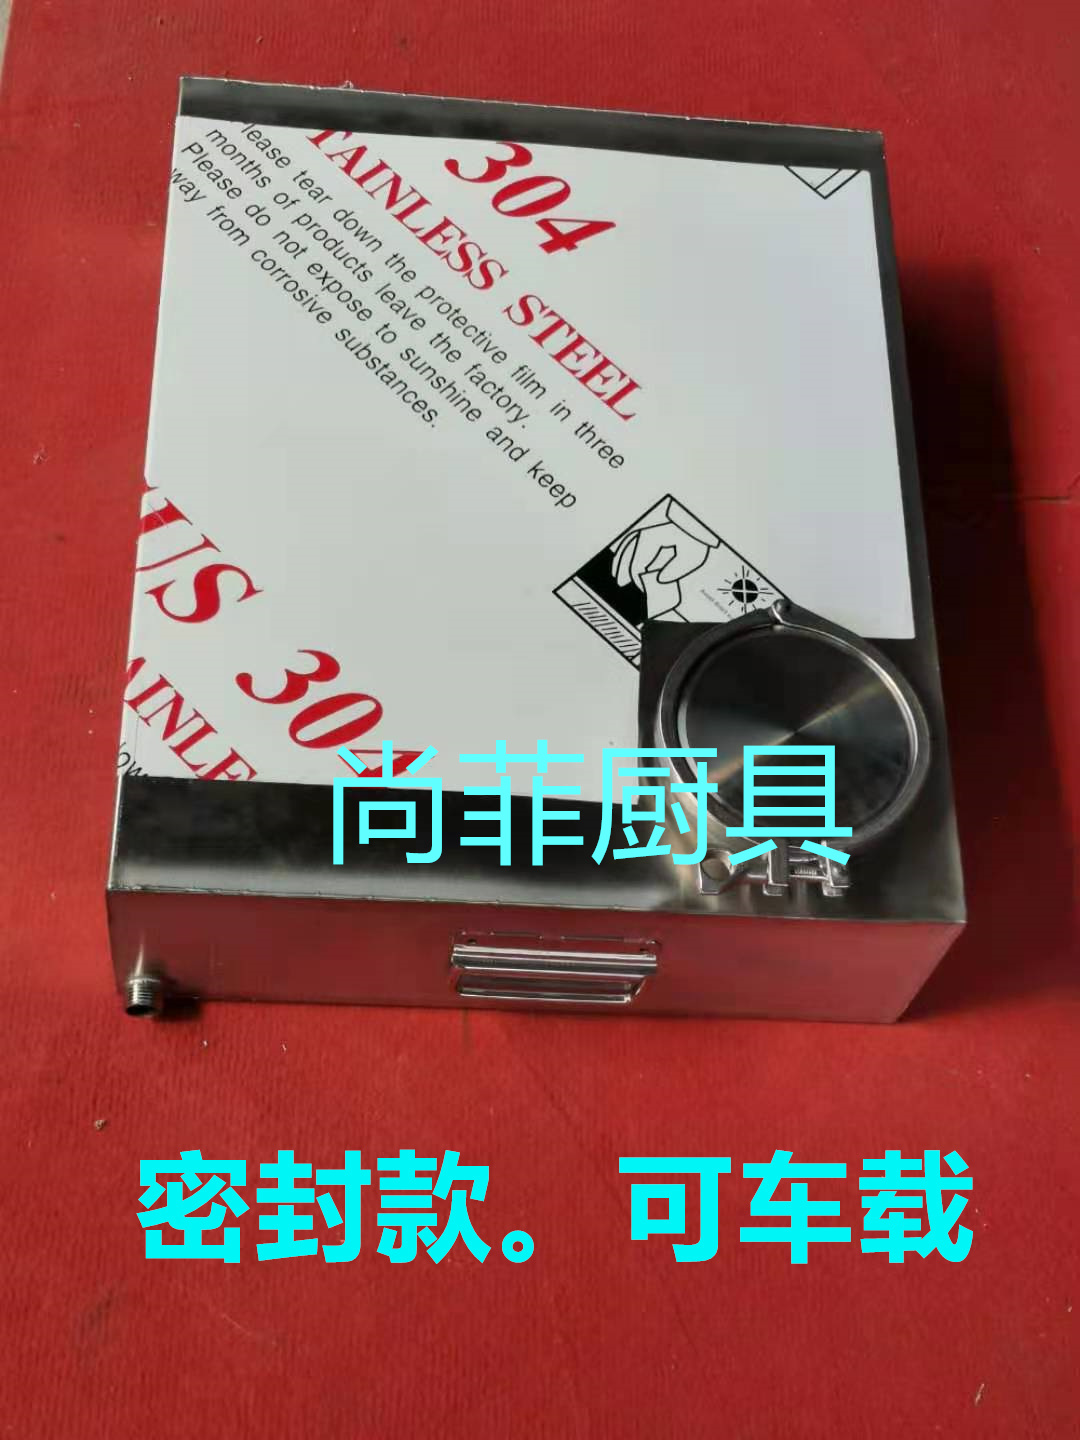 304
TAINLESS STEEL
lease tear down the protective film in three
months of products leave the factory.
Please do not expose to sunshine and keep
way from corrosive substances.
US 304
AINLE
尚菲厨具
密封款。可车载